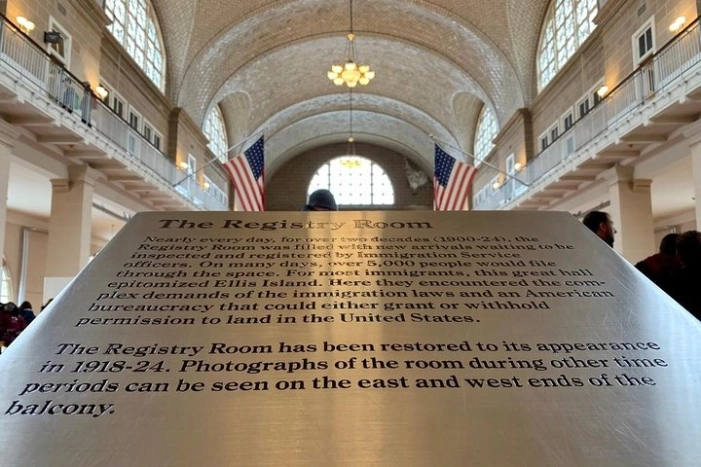 The Registry Room
Nearly every day, for over two decades (1900-24), the
Registry Room was filled with new arrivals waiting to be
inspected and registered by Immigration Service
officers. On many days, over 5,000 people would file
through the space. For most immigrants, this great hall
epitomized Ellis Island. Here they encountered the com-
plex demands of the immigration laws and an American
bureaucracy that could either grant or withhold
permission to land in the United States.
The Registry Room has been restored to its appearance
in 1918-24. Photographs of the room during other time
periods can be seen on the east and west ends of the
balcony.